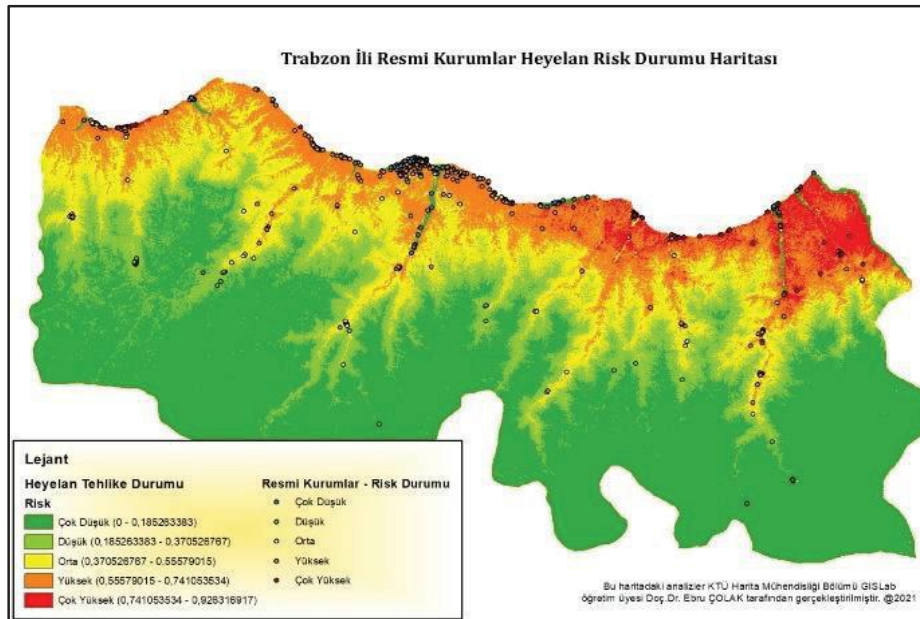 Trabzon İli Resmi Kurumlar Heyelan Risk Durumu Haritası
Lejant
Heyelan Tehlike Durumu
Risk
Çok Düşük (0 - 0,185263383)
Düşük (0,185263383 - 0,370526767)
Orta (0,370526767 - 0,55579015)
Yüksek (0,55579015 - 0,741053534)
Çok Yüksek (0,741053534 - 0,926316917)
Resmi Kurumlar - Risk Durumu
Çok Düşük
Düşük
Orta
Yüksek
Çok Yüksek
Bu haritadaki analizler KTÜ Harita Mühendisliği Bölümü GISLab
öğretim üyesi Doç.Dr. Ebru ÇOLAK tarafından gerçekleştirilmiştir. @2021